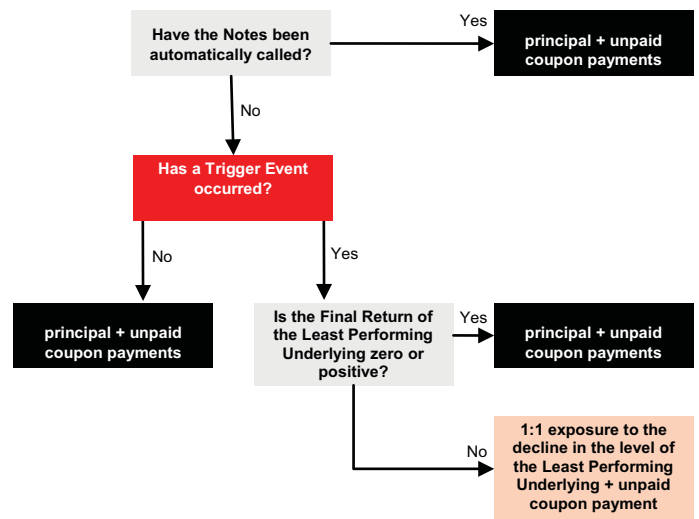 Have the Notes been
automatically called?
Yes
principal + unpaid
coupon payments
No
Has a Trigger Event
occurred?
No
Yes
principal + unpaid
coupon payments
Is the Final Return of
the Least Performing
Underlying zero or
positive?
Yes
principal + unpaid
coupon payments
No
1:1 exposure to the
decline in the level of
the Least Performing
Underlying + unpaid
coupon payment